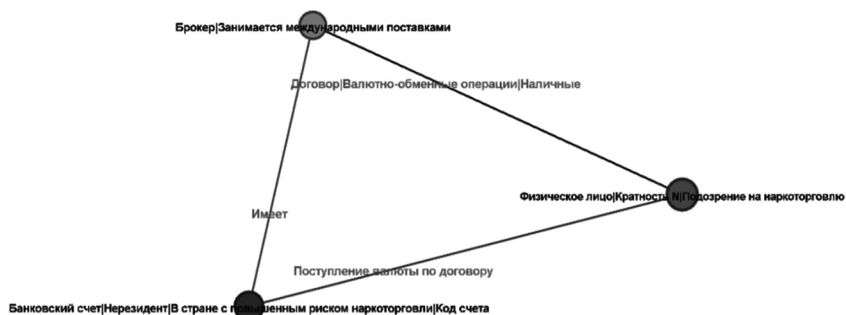 Брокер|Занимается международными поставками
Договор|Валютно-обменные операции|Наличные
Физическое лицо|Кратность N|Подозрение на наркоторговлю
Имеет
Поступление валюты по договору
Банковский счет|Нерезидент|В стране с повышенным риском наркоторговли|Код счета